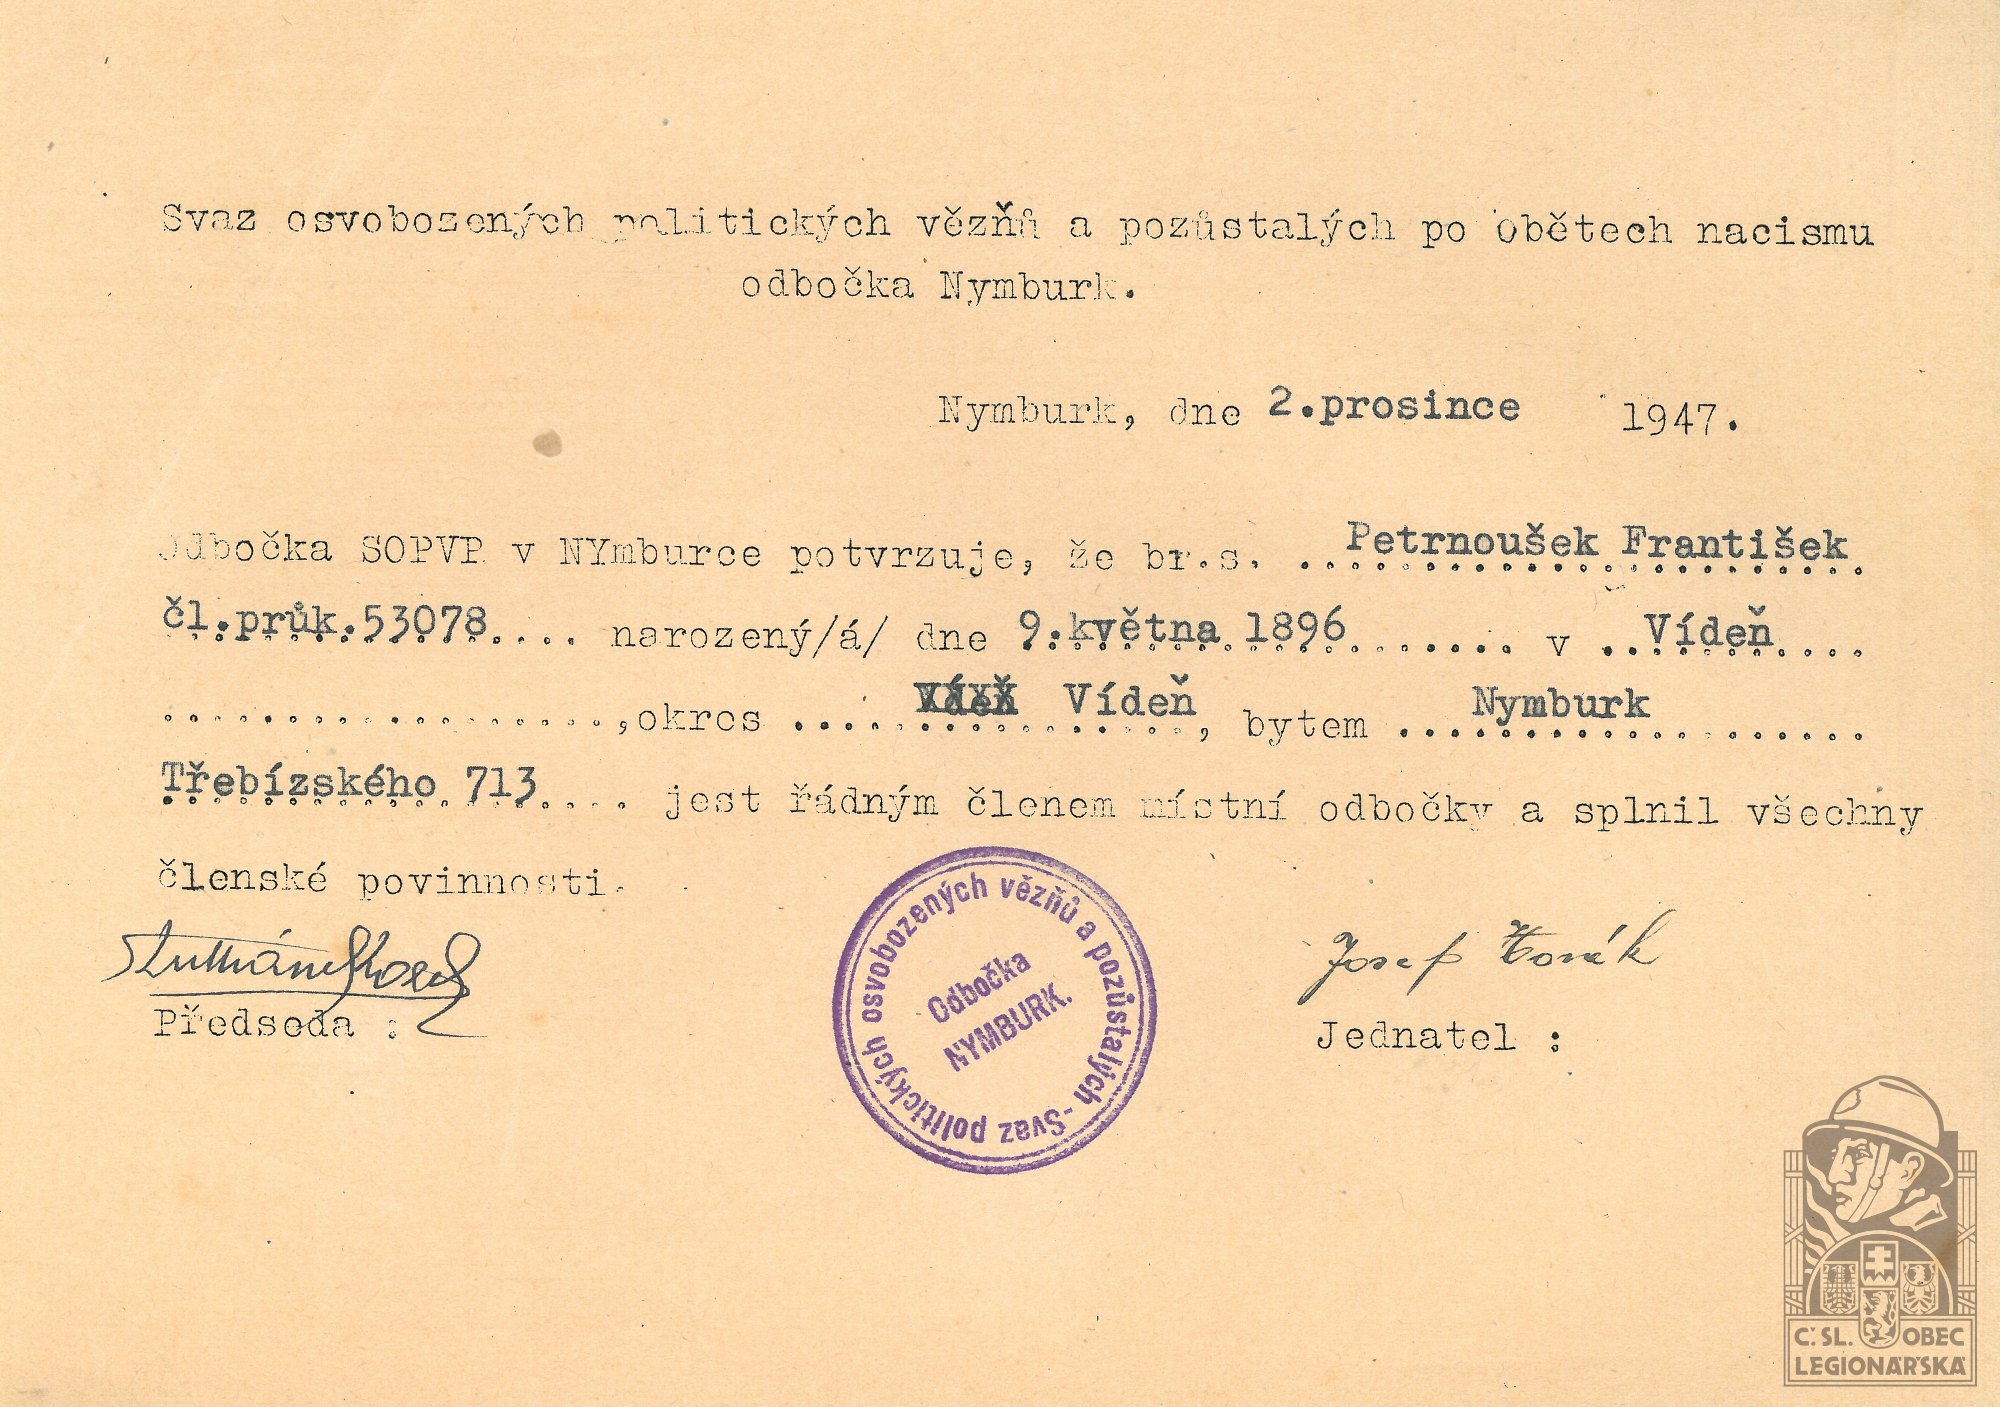 Svaz osvobozených politických vězňů a pozůstalých po obětech nacismu
odbočka Nymburk.
Nymburk, dne 2.prosince 1947.
Odbočka SOPVP v NYmburce potvrzuje, že br.s. Petrnoušek František
čl.průk.53078.... narozený/á/ dne 9.května 1896 v Vídeň
,okres Vídeň, bytem Nymburk
Třebízského 713.... jest řádným členem místní odbočky a splnil všechny
členské povinnosti.
Předseda :
Josef Horák
Jednatel :
Svaz politických osvobozených vězňů a pozůstalých -
Odbočka
NYMBURK.
Č.SL. OBEC
LEGIONÁŘSKÁ